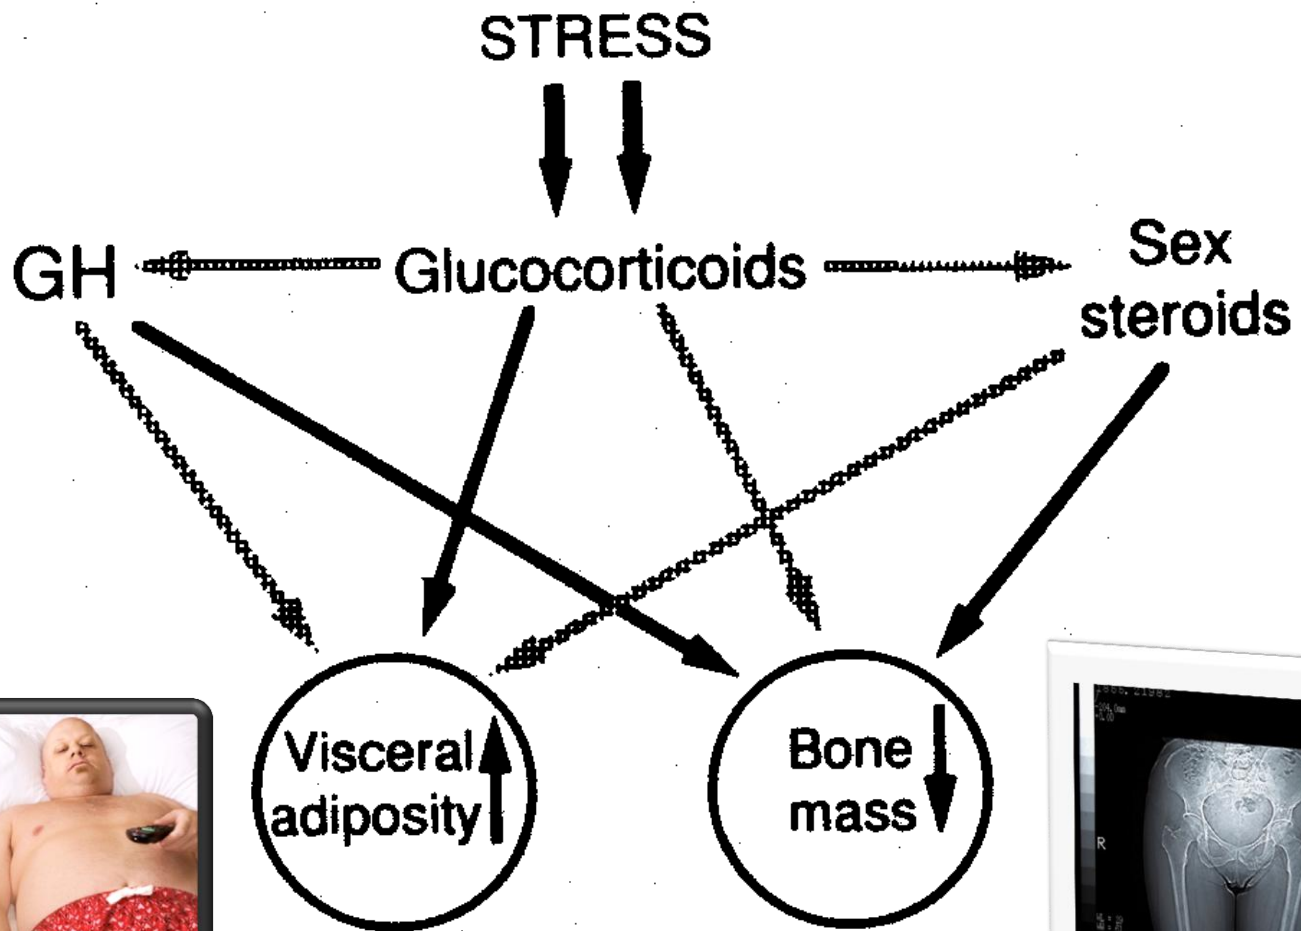 STRESS
GH
Glucocorticoids
Sex
steroids
Visceral
adiposity
Bone
mass
R